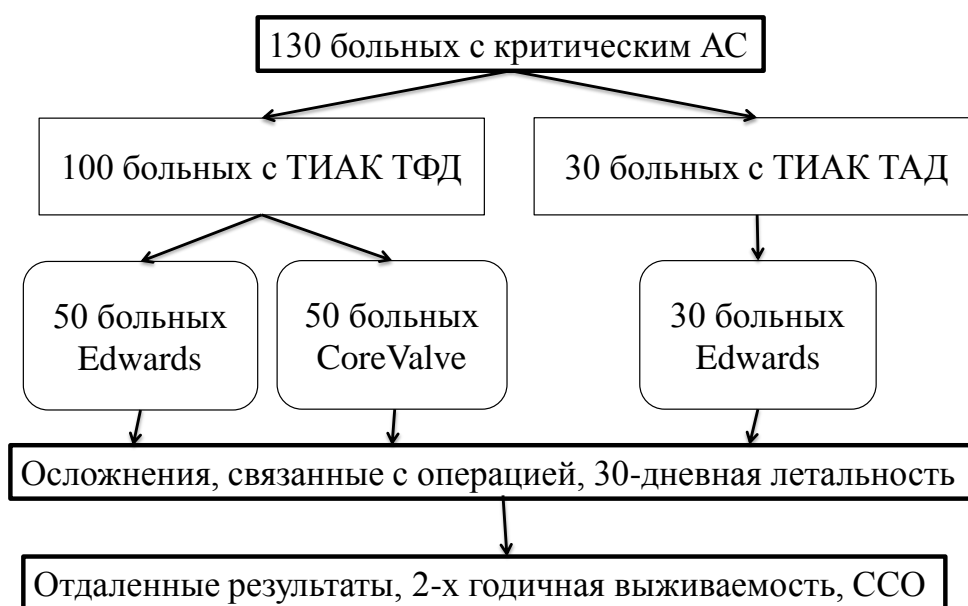 130 больных с критическим АС
100 больных с ТИАК ТФД
30 больных с ТИАК ТАД
50 больных
Edwards
50 больных
CoreValve
30 больных
Edwards
Осложнения, связанные с операцией, 30-дневная летальность
Отдаленные результаты, 2-х годичная выживаемость, ССО